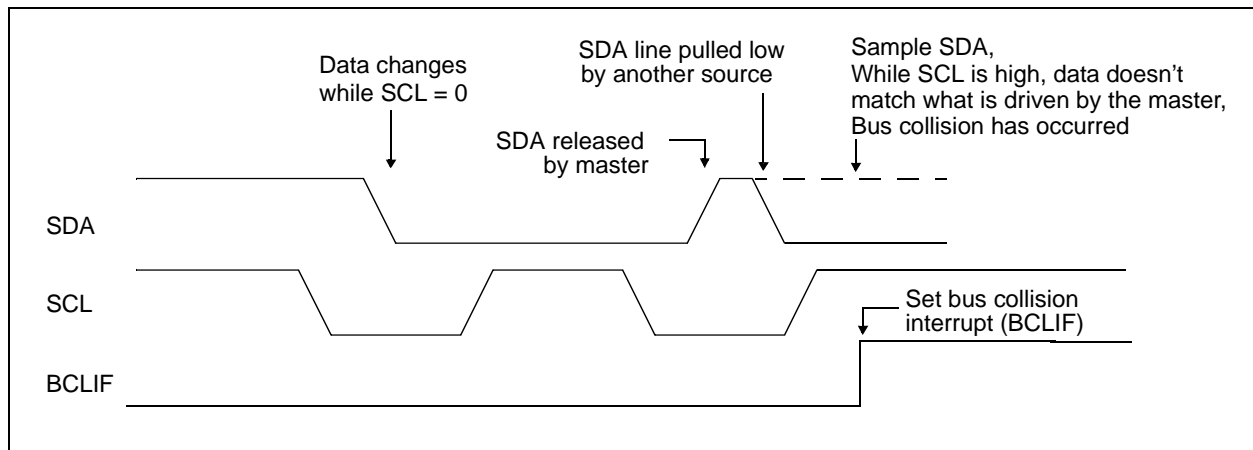 Data changes
while SCL = 0
SDA line pulled low
by another source
Sample SDA,
While SCL is high, data doesn’t
match what is driven by the master,
Bus collision has occurred
SDA released
by master
SDA
SCL
Set bus collision
interrupt (BCLIF)
BCLIF